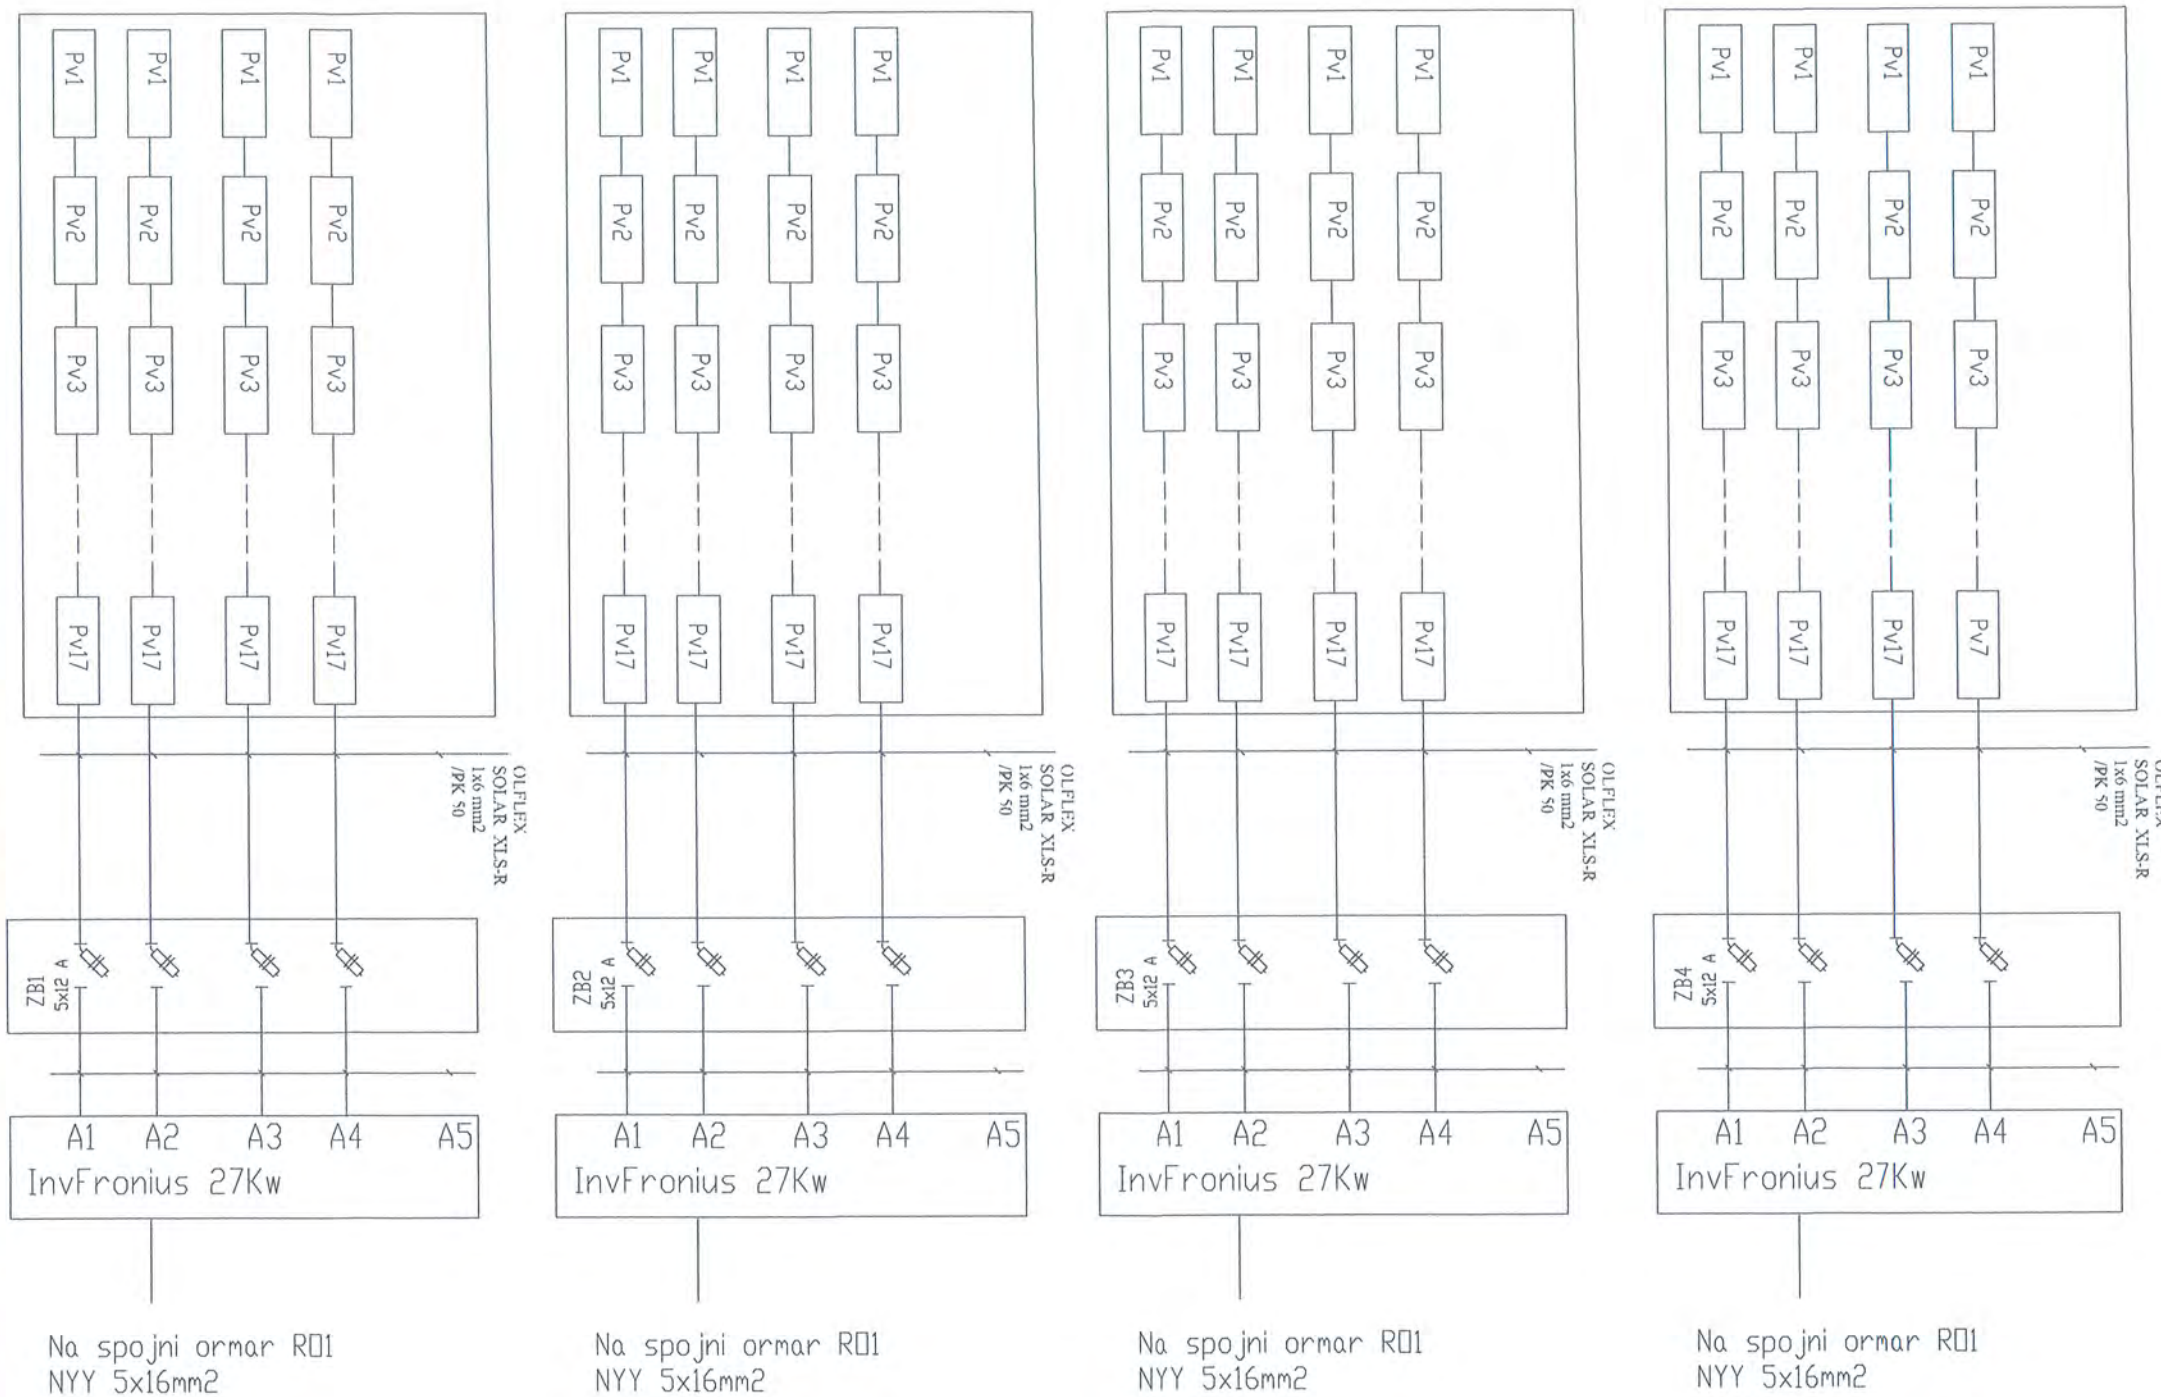 Pv1 Pv1 Pv1 Pv1
Pv2 Pv2 Pv2 Pv2
Pv3 Pv3 Pv3 Pv3
Pv17 Pv17 Pv17 Pv17
OLFLEX
SOLAR XLS-R
1x6 mm2
/PK 50
ZB1
5x12 A
A1 A2 A3 A4 A5
InvFronius 27Kw
Na spojni ormar RO1
NYY 5x16mm2
Pv1 Pv1 Pv1 Pv1
Pv2 Pv2 Pv2 Pv2
Pv3 Pv3 Pv3 Pv3
Pv17 Pv17 Pv17 Pv17
OLFLEX
SOLAR XLS-R
1x6 mm2
/PK 50
ZB2
5x12 A
A1 A2 A3 A4 A5
InvFronius 27Kw
Na spojni ormar RO1
NYY 5x16mm2
Pv1 Pv1 Pv1 Pv1
Pv2 Pv2 Pv2 Pv2
Pv3 Pv3 Pv3 Pv3
Pv17 Pv17 Pv17 Pv17
OLFLEX
SOLAR XLS-R
1x6 mm2
/PK 50
ZB3
5x12 A
A1 A2 A3 A4 A5
InvFronius 27Kw
Na spojni ormar RO1
NYY 5x16mm2
Pv1 Pv1 Pv1 Pv1
Pv2 Pv2 Pv2 Pv2
Pv3 Pv3 Pv3 Pv3
Pv17 Pv17 Pv17 Pv7
OLFLEX
SOLAR XLS-R
1x6 mm2
/PK 50
ZB4
5x12 A
A1 A2 A3 A4 A5
InvFronius 27Kw
Na spojni ormar RO1
NYY 5x16mm2